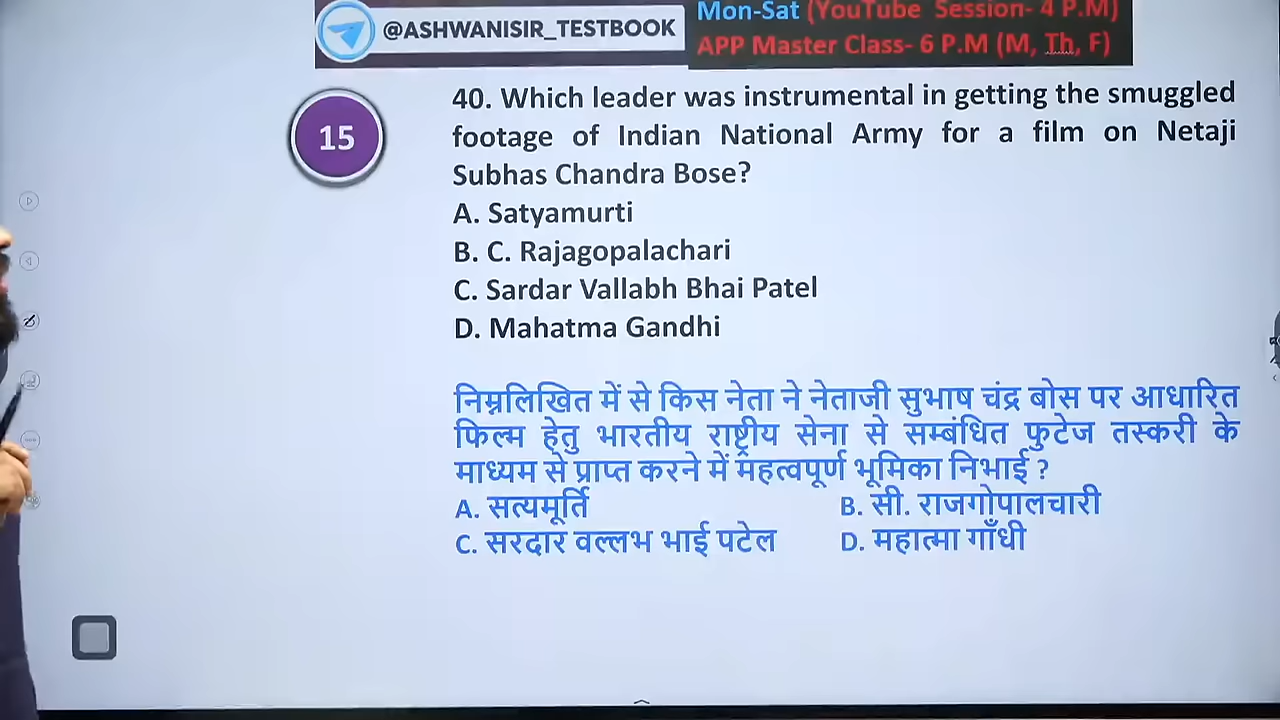 @ASHWANISIR_TESTBOOK
Mon-Sat (YouTube Session- 4 P.M)
APP Master Class- 6 P.M (M, Th, F)
15
40. Which leader was instrumental in getting the smuggled
footage of Indian National Army for a film on Netaji
Subhas Chandra Bose?
A. Satyamurti
B. C. Rajagopalachari
C. Sardar Vallabh Bhai Patel
D. Mahatma Gandhi
निम्नलिखित में से किस नेता ने नेताजी सुभाष चंद्र बोस पर आधारित
फिल्म हेतु भारतीय राष्ट्रीय सेना से सम्बंधित फुटेज तस्करी के
माध्यम से प्राप्त करने में महत्वपूर्ण भूमिका निभाई ?
A. सत्यमूर्ति B. सी. राजगोपालचारी
C. सरदार वल्लभ भाई पटेल D. महात्मा गाँधी